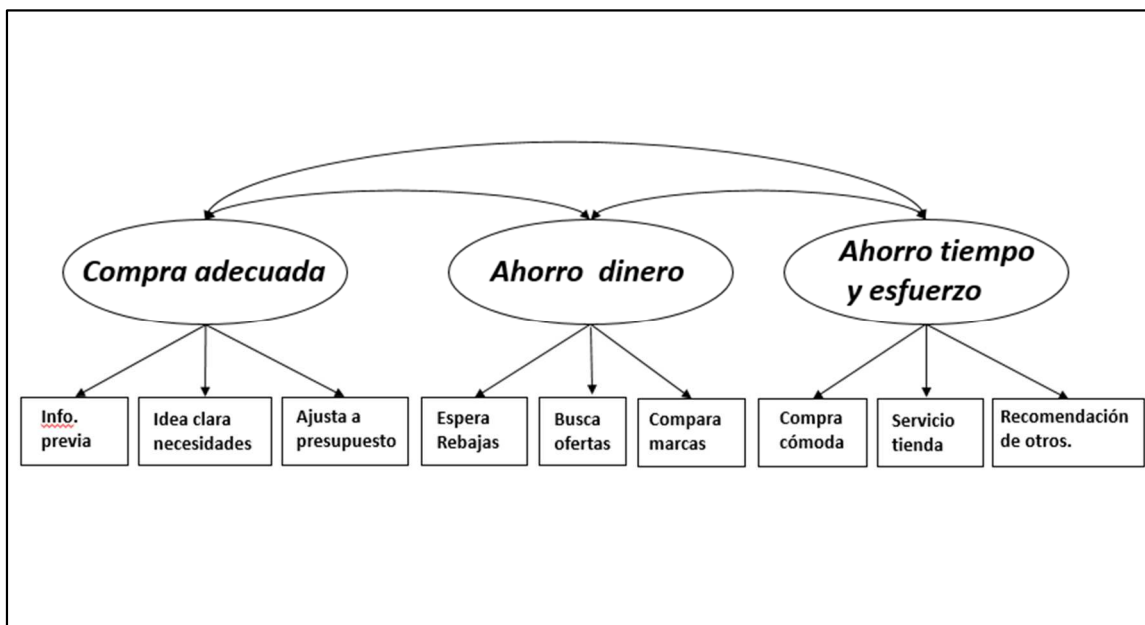 Compra adecuada
Ahorro dinero
Ahorro tiempo
y esfuerzo
Info.
previa
Idea clara
necesidades
Ajusta a
presupuesto
Espera
Rebajas
Busca
ofertas
Compara
marcas
Compra
cómoda
Servicio
tienda
Recomendación
de otros.